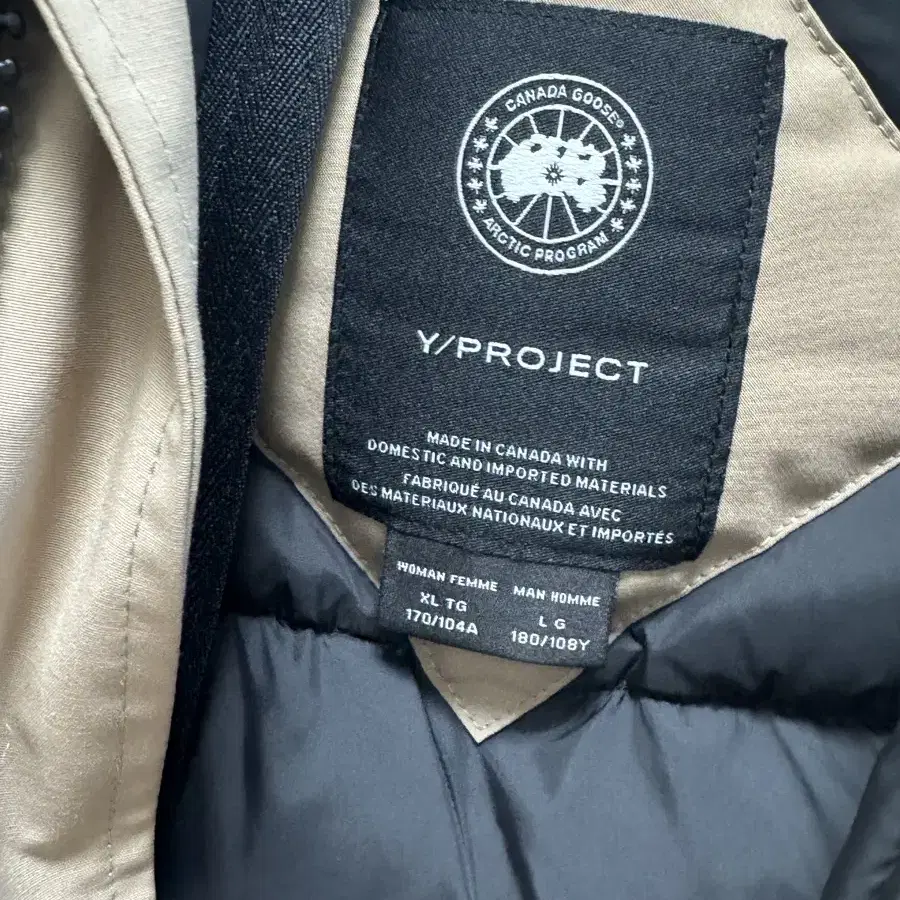 CANADA GOOSE®
ARCTIC PROGRAM
Y/PROJECT
MADE IN CANADA WITH
DOMESTIC AND IMPORTED MATERIALS
FABRIQUÉ AU CANADA AVEC
DES MATERIAUX NATIONAUX ET IMPORTÉS
WOMAN FEMME MAN HOMME
XL TG L G
170/104A 180/108Y